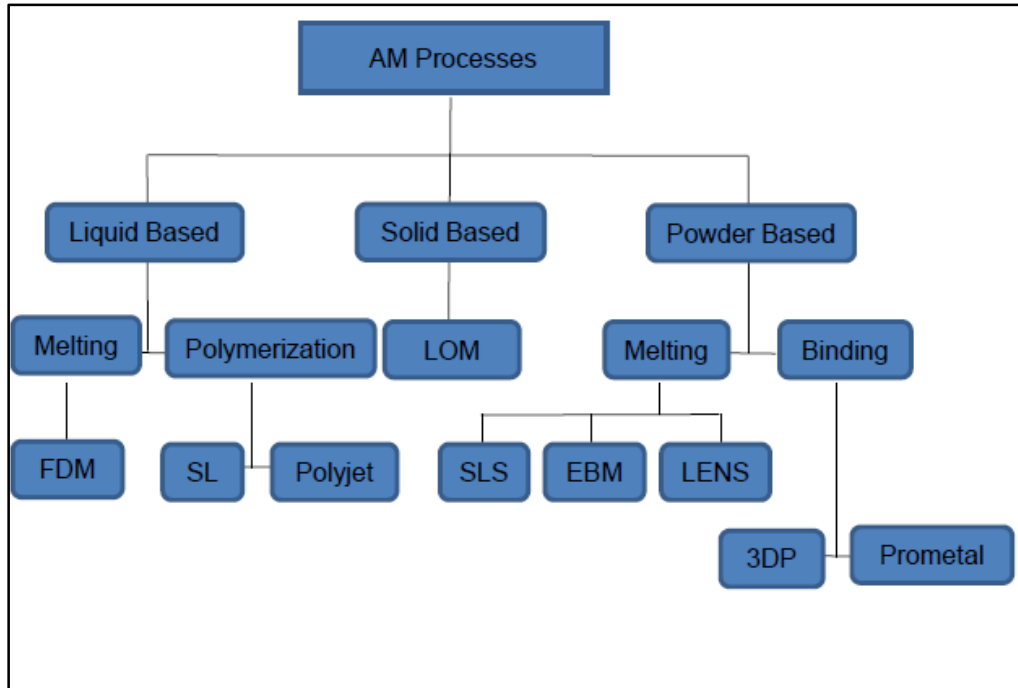 AM Processes
Liquid Based
Solid Based
Powder Based
Melting
Polymerization
LOM
Melting
Binding
FDM
SL
Polyjet
SLS
EBM
LENS
3DP
Prometal